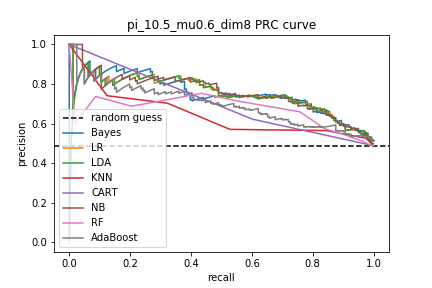 pi_10.5_mu0.6_dim8 PRC curve
precision
1.0
0.8
0.6
0.4
0.2
0.0
random guess
Bayes
LR
LDA
KNN
CART
NB
RF
AdaBoost
0.0 0.2 0.4 0.6 0.8 1.0
recall